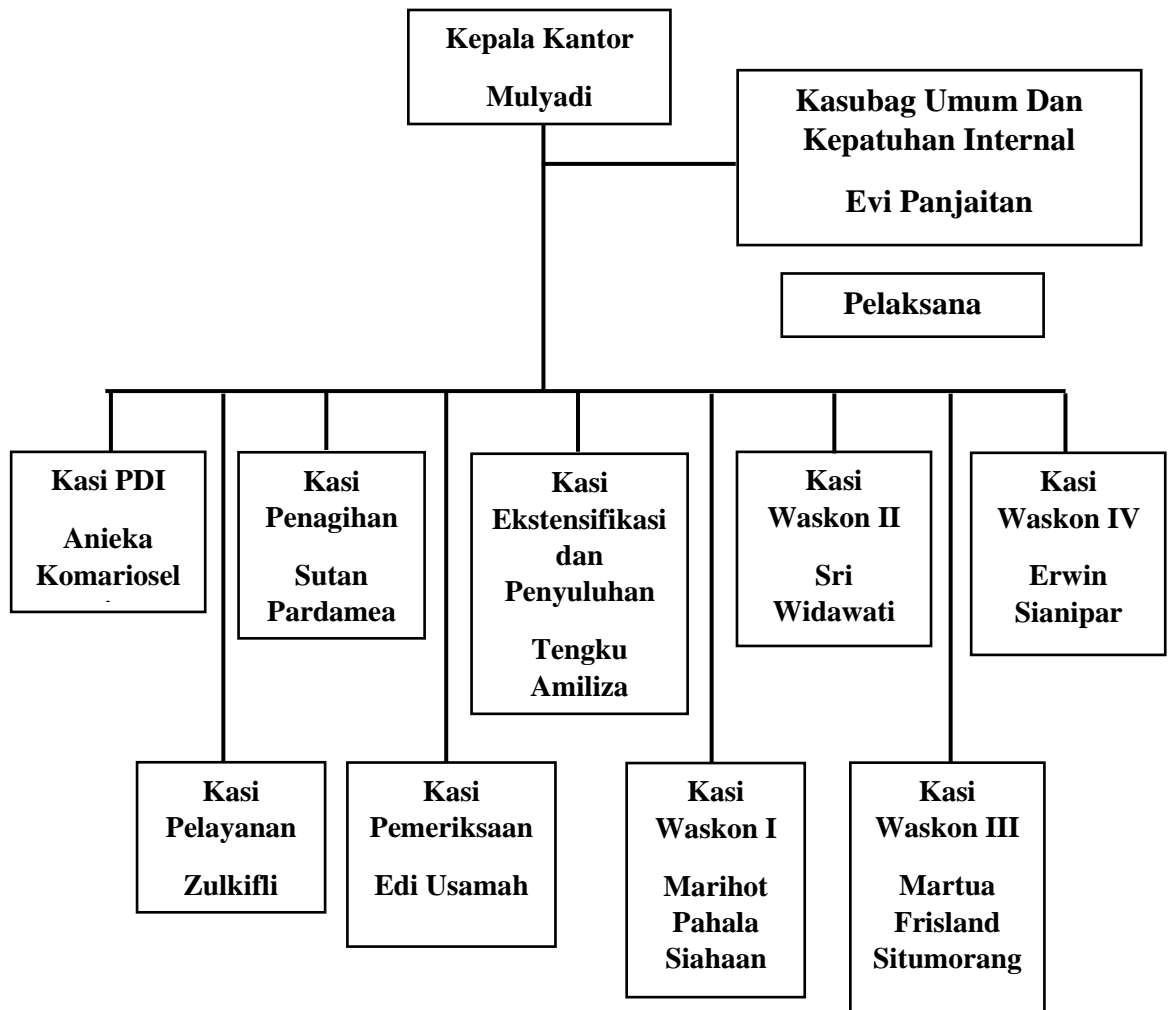 Kepala Kantor
Mulyadi
Kasubag Umum Dan
Kepatuhan Internal
Evi Panjaitan
Pelaksana
Kasi PDI
Anieka
Komariosel
Kasi
Penagihan
Sutan
Pardamea
Kasi
Ekstensifikasi
dan
Penyuluhan
Tengku
Amiliza
Kasi
Waskon II
Sri
Widawati
Kasi
Waskon IV
Erwin
Sianipar
Kasi
Pelayanan
Zulkifli
Kasi
Pemeriksaan
Edi Usamah
Kasi
Waskon I
Marihot
Pahala
Siahaan
Kasi
Waskon III
Martua
Frisland
Situmorang